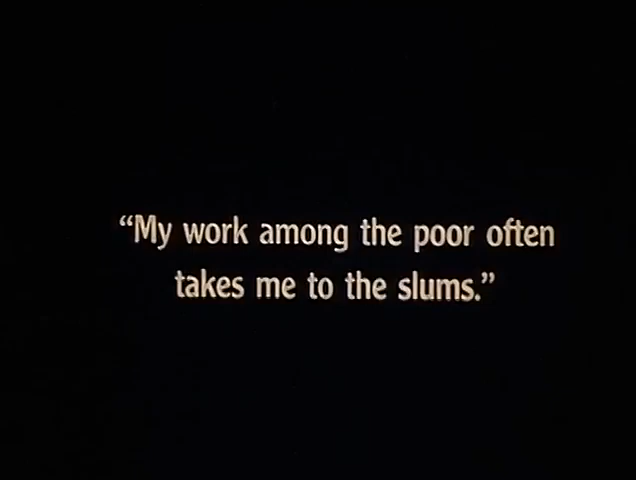 “My work among the poor often
takes me to the slums.”